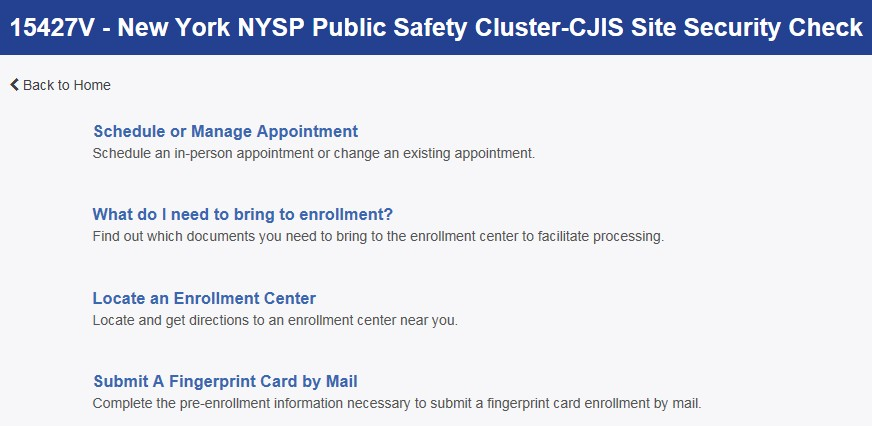 15427V - New York NYSP Public Safety Cluster-CJIS Site Security Check
Back to Home
Schedule or Manage Appointment
Schedule an in-person appointment or change an existing appointment.
What do I need to bring to enrollment?
Find out which documents you need to bring to the enrollment center to facilitate processing.
Locate an Enrollment Center
Locate and get directions to an enrollment center near you.
Submit A Fingerprint Card by Mail
Complete the pre-enrollment information necessary to submit a fingerprint card enrollment by mail.